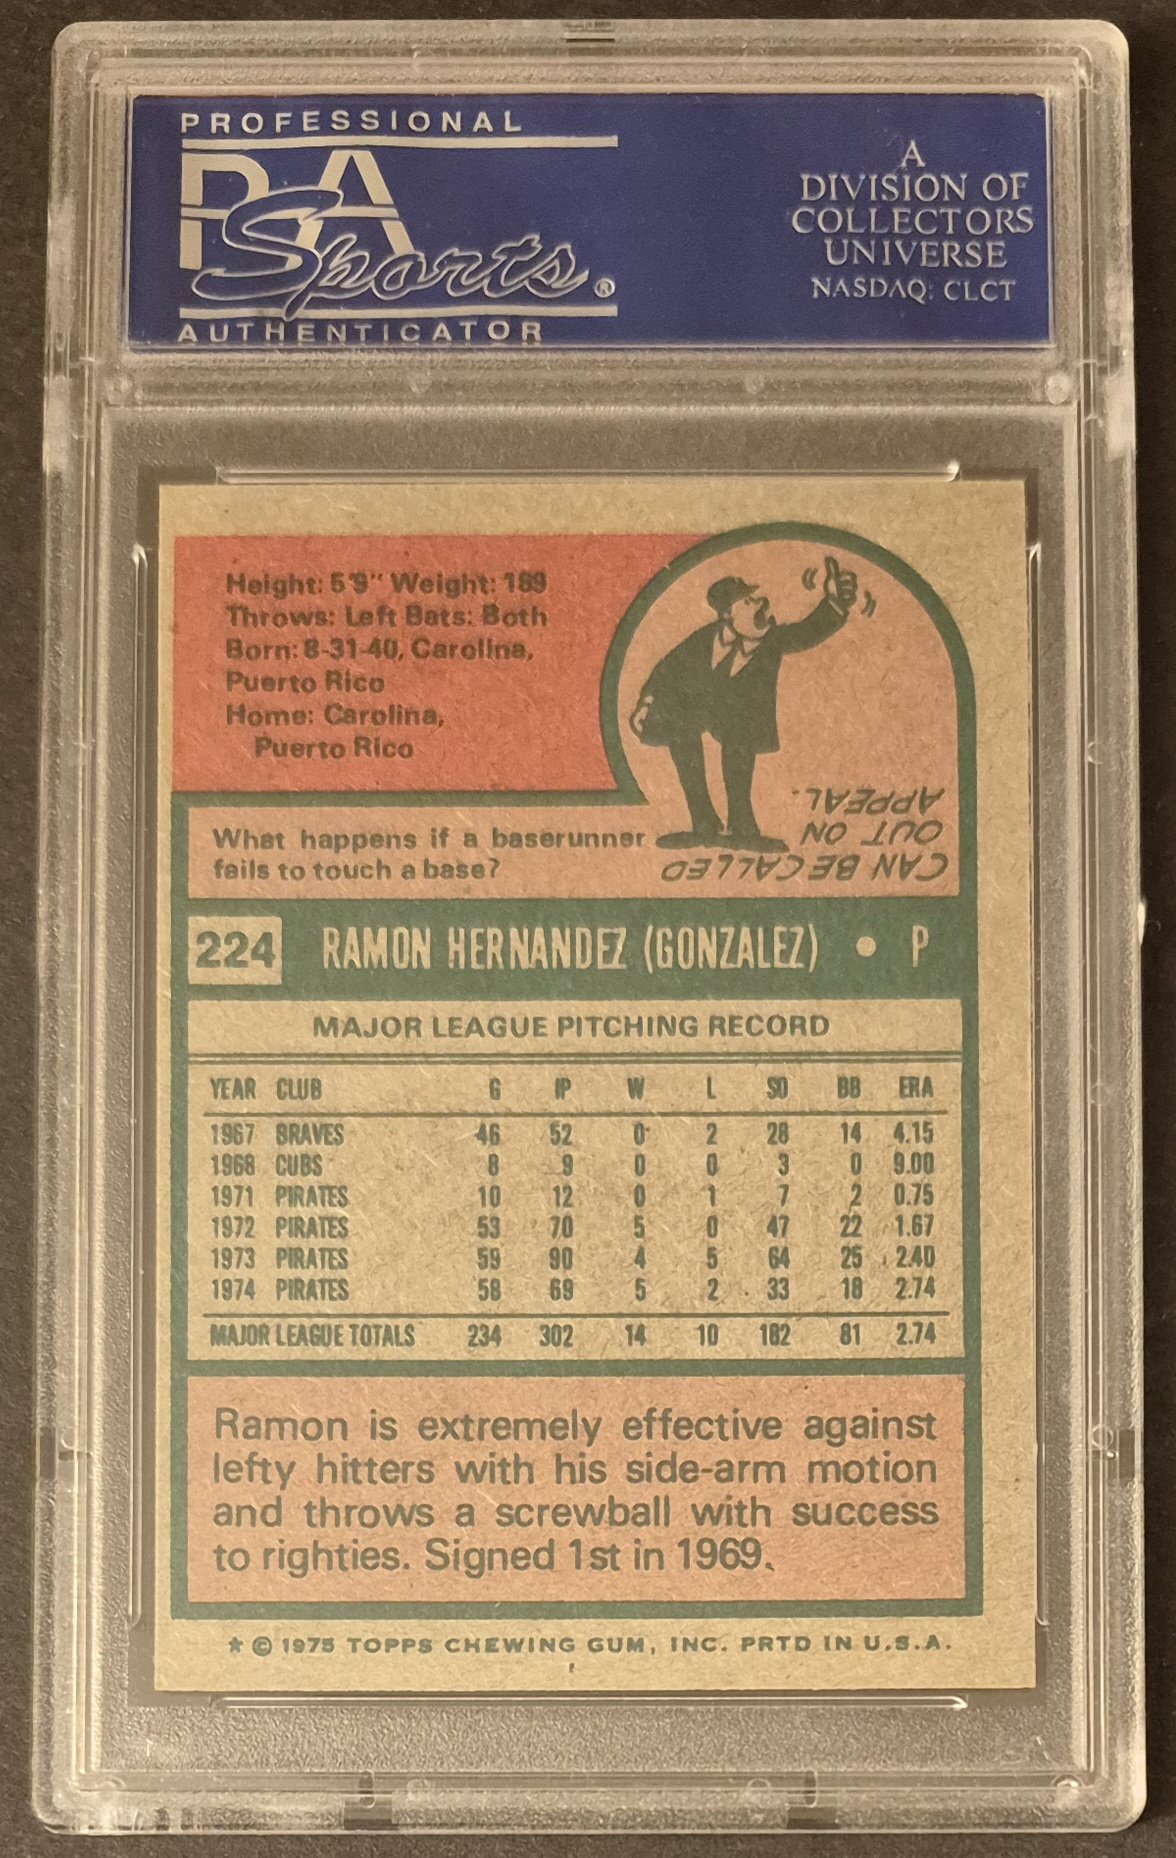 PROFESSIONAL
PSA
Sports®
AUTHENTICATOR
A
DIVISION OF
COLLECTORS
UNIVERSE
NASDAQ: CLCT
Height: 5'9" Weight: 189
Throws: Left Bats: Both
Born: 8-31-40, Carolina,
Puerto Rico
Home: Carolina,
Puerto Rico
What happens if a baserunner
fails to touch a base?
CAN BE CALLED
OUT ON
APPEAL.
224 RAMON HERNANDEZ (GONZALEZ) • P
MAJOR LEAGUE PITCHING RECORD
YEAR CLUB G IP W L SO BB ERA
1967 BRAVES 46 52 0 2 28 14 4.15
1968 CUBS 8 9 0 0 3 0 9.00
1971 PIRATES 10 12 0 1 7 2 0.75
1972 PIRATES 53 70 5 0 47 22 1.67
1973 PIRATES 59 90 4 5 64 25 2.40
1974 PIRATES 58 69 5 2 33 18 2.74
MAJOR LEAGUE TOTALS 234 302 14 10 182 81 2.74
Ramon is extremely effective against
lefty hitters with his side-arm motion
and throws a screwball with success
to righties. Signed 1st in 1969.
* © 1975 TOPPS CHEWING GUM, INC. PRTD IN U.S.A.